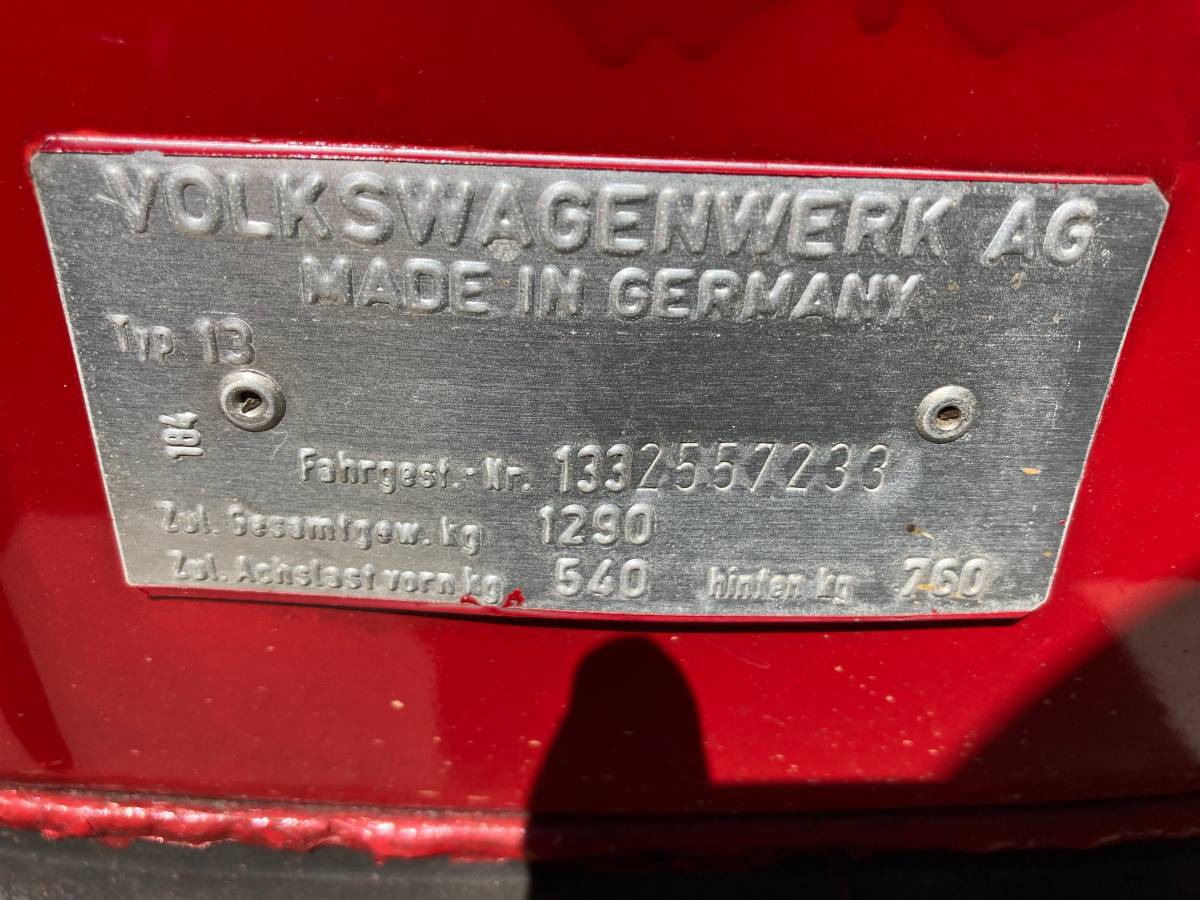 VOLKSWAGENWERK AG
MADE IN GERMANY
Typ 13
184
Fahrgest.-Nr. 1332557233
Zul. Gesamtgew. kg 1290
Zul. Achslast vorn kg 540 hinten kg 760